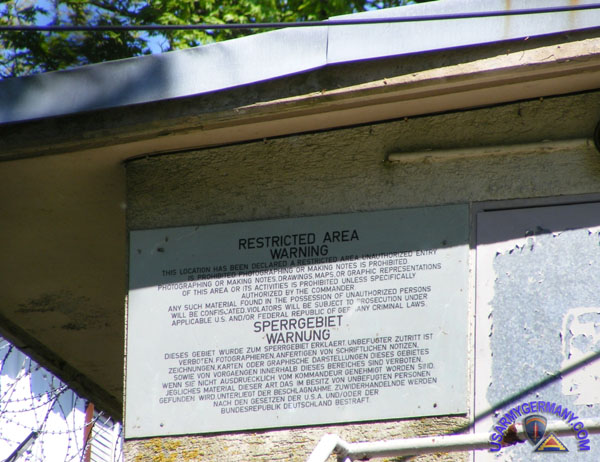 RESTRICTED AREA
WARNING
THIS LOCATION HAS BEEN DECLARED A RESTRICTED AREA UNAUTHORIZED ENTRY
IS PROHIBITED PHOTOGRAPHING OR MAKING NOTES IS PROHIBITED.
PHOTOGRAPHING OR MAKING NOTES, DRAWINGS, MAPS, OR GRAPHIC REPRCSENTATIONS
OF THIS AREA OR ITS ACTIVITIES IS PROHIBITED UNLESS SPECIFICALLY
AUTHORIZED BY THE COMMANDER
ANY SUCH MATERIAL FOUND IN THE POSSESSION OF UNAUTHORIZED PERSONS
WILL BE CONFISCATED. VIOLATORS WILL BE SUBJECT TO PROSECUTION UNDER
APPLICABLE U.S. AND/OR FEDERAL REPUBLIC OF GERMANY CRIMINAL LAWS.
SPERRGEBIET
WARNUNG
DIESES GEBIET WURDE ZUM SPERRGEBIET ERKLAERT. UNBEFUGTER ZUTRITT IST
VERBOTEN. FOTOGRAFIEREN, ANFERTIGEN VON SCHRIFTLICHEN NOTIZEN,
ZEICHNUNGEN, KARTEN ODER GRAPHISCHE DARSTELLUNGEN DIESES GEBIETES
SOWIE VON VORGAENGEN INNERHALB DIESES BEREICHES SIND VERBOTEN,
WENN SIE NICHT AUSDRUECKLICH VOM KOMMANDEUR GENEHMIGT WORDEN SIND.
JEGLICHES MATERIAL DIESER ART DAS IM BESITZ VON UNBEFUGTEN PERSONEN
GEFUNDEN WIRD, UNTERLIEGT DER BESCHLAGNAHME. ZUWIDERHANDELNDE WERDEN
NACH DEN GESETZEN DER U.S.A. UND/ODER DER
BUNDESREPUBLIK DEUTSCHLAND BESTRAFT.
USARMYGERMANY.COM